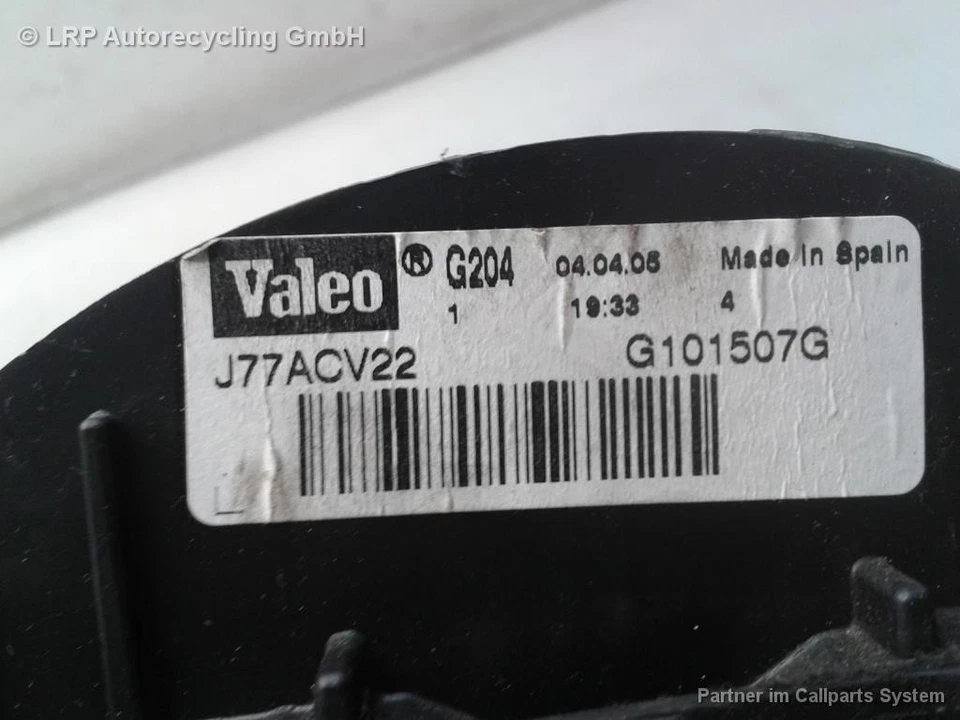 © LRP Autorecycling GmbH
Valeo ® G204 04.04.06 Made in Spain
1 19:33 4
J77ACV22 G101507G
Partner im Callparts System